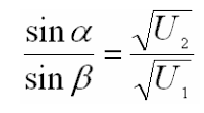 sin α / sin β = √U₂ / √U₁